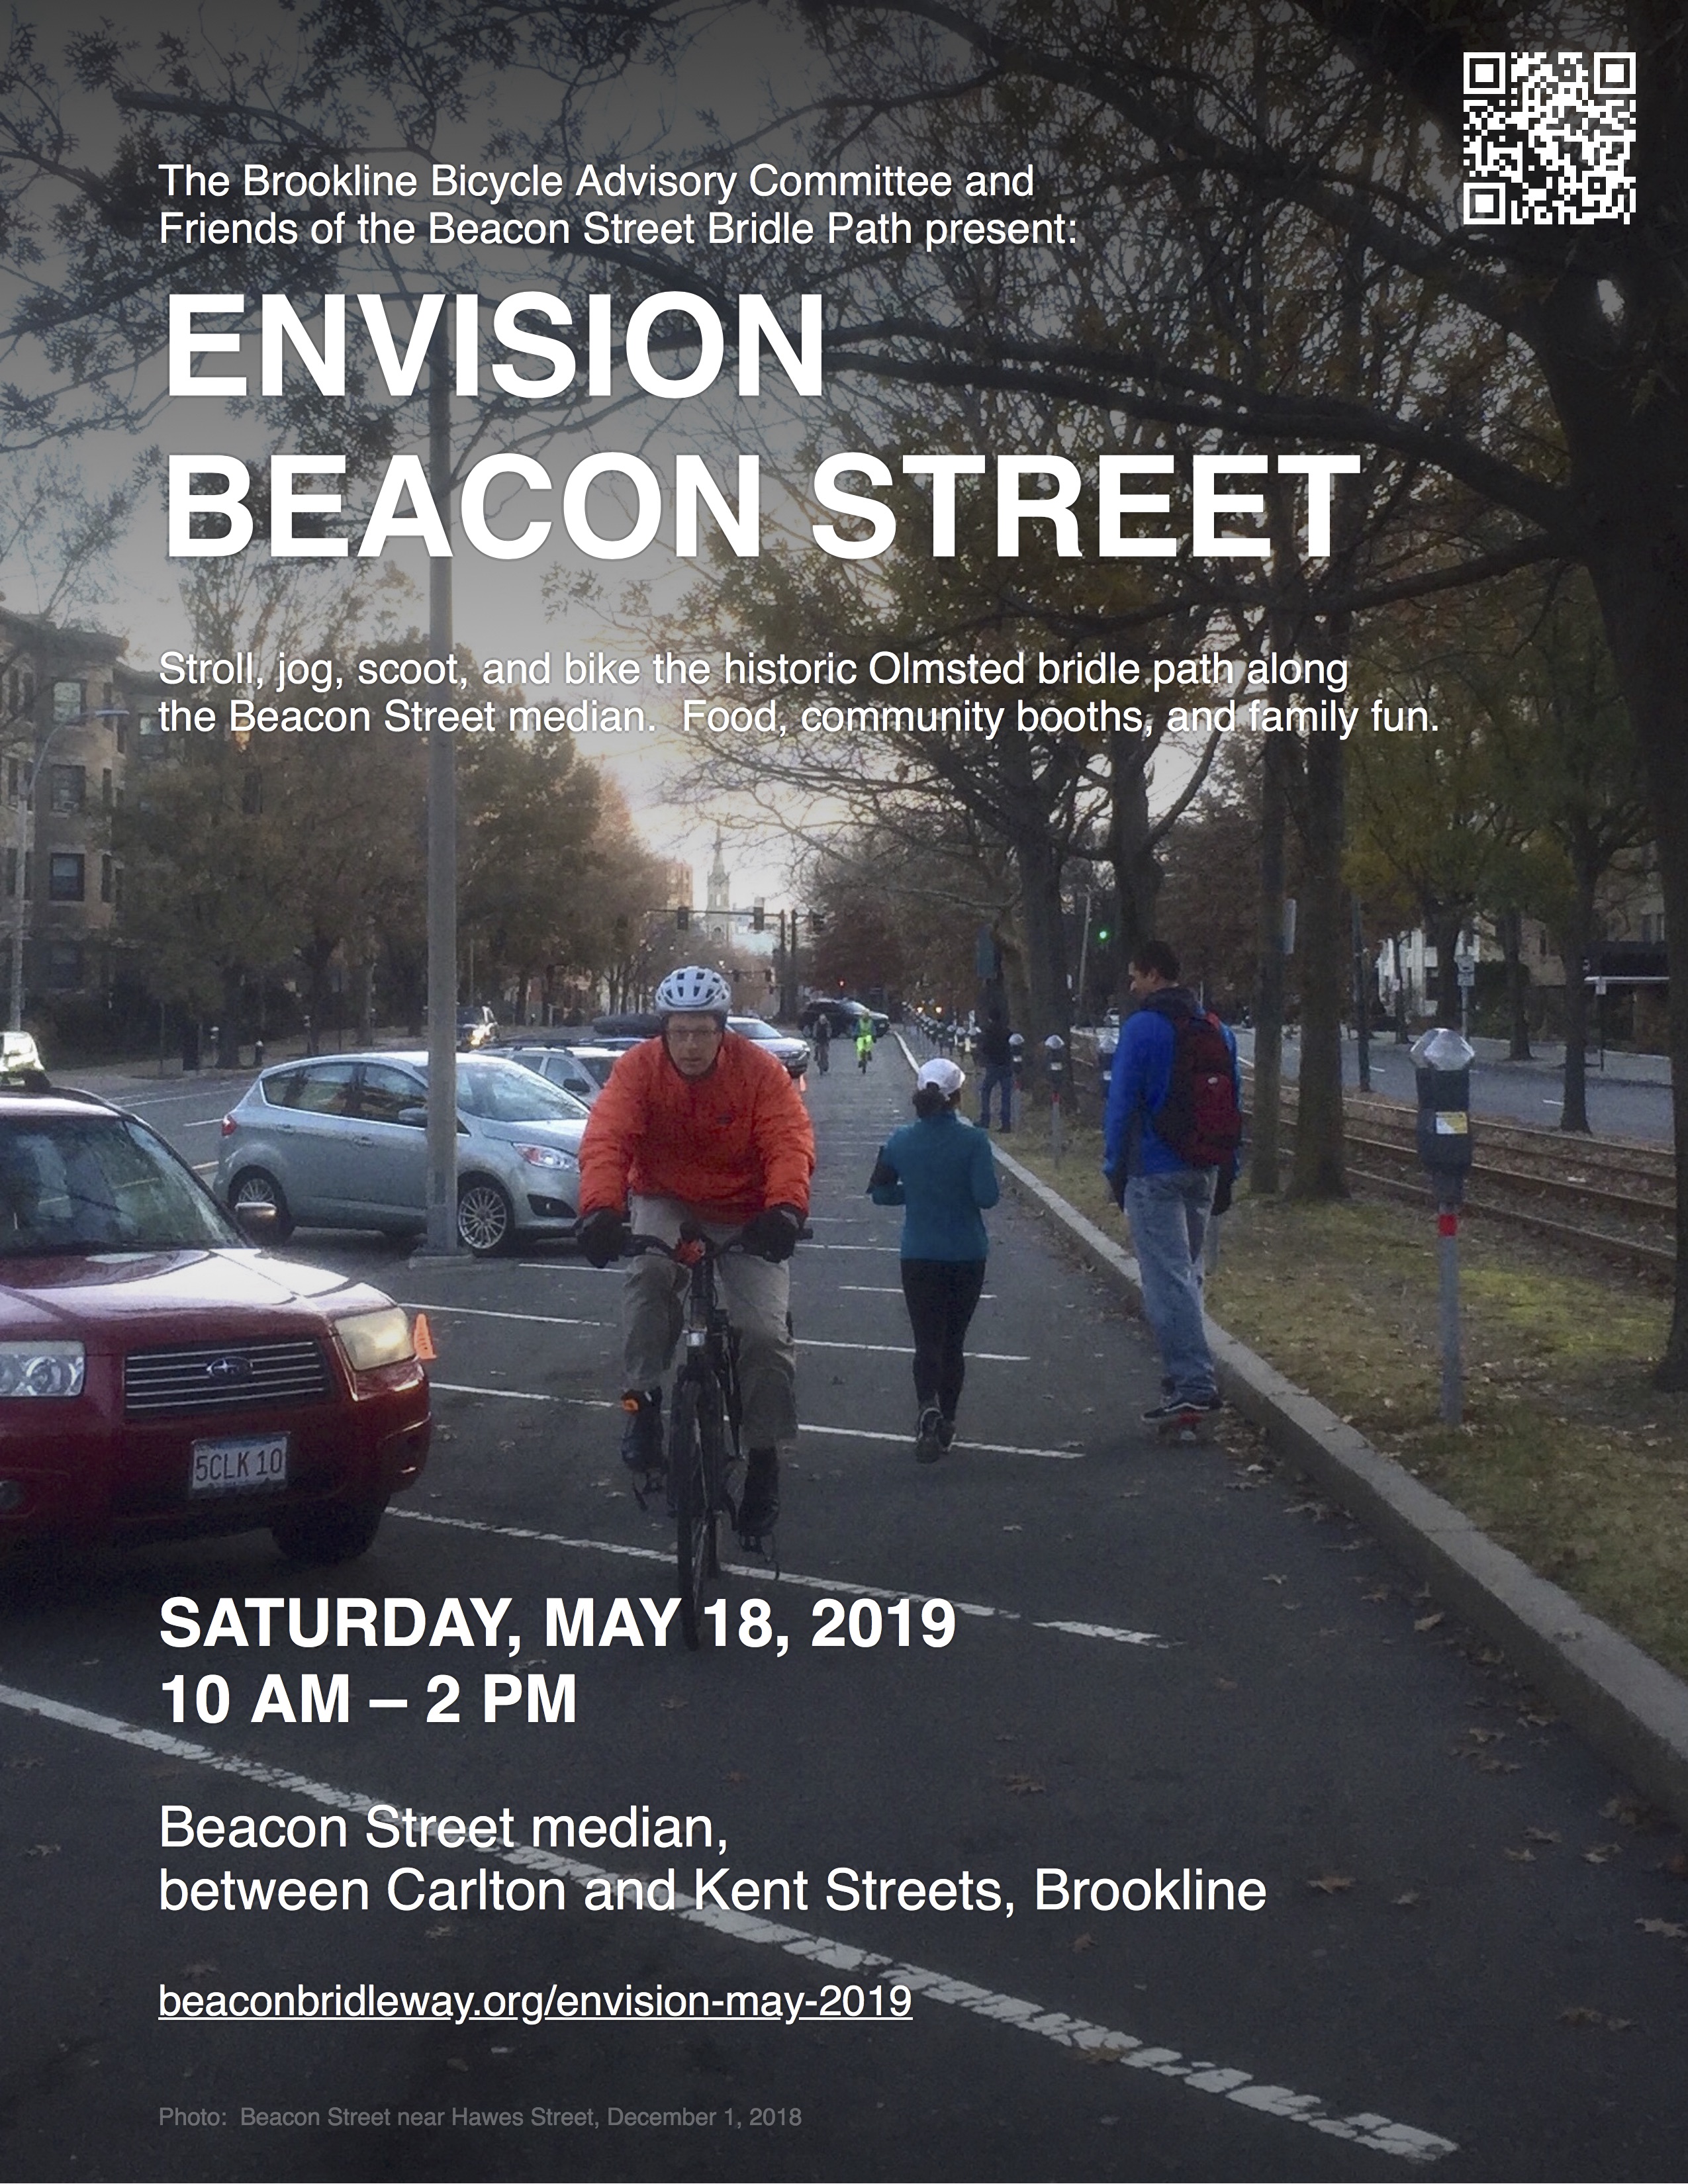 The Brookline Bicycle Advisory Committee and
Friends of the Beacon Street Bridle Path present:
ENVISION
BEACON STREET
Stroll, jog, scoot, and bike the historic Olmsted bridle path along
the Beacon Street median.  Food, community booths, and family fun.
5CLK 10
SATURDAY, MAY 18, 2019
10 AM – 2 PM
Beacon Street median,
between Carlton and Kent Streets, Brookline
beaconbridleway.org/envision-may-2019
Photo:  Beacon Street near Hawes Street, December 1, 2018